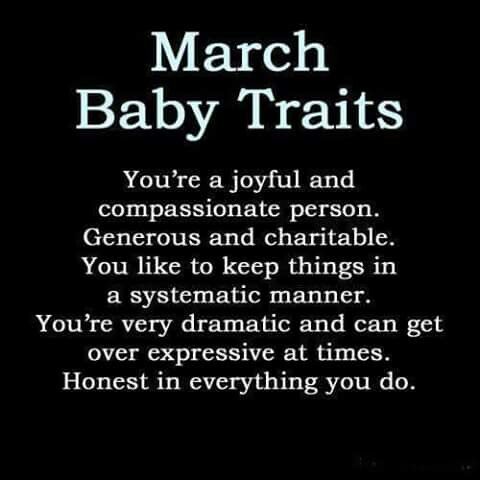 March
Baby Traits
You're a joyful and
compassionate person.
Generous and charitable.
You like to keep things in
a systematic manner.
You're very dramatic and can get
over expressive at times.
Honest in everything you do.